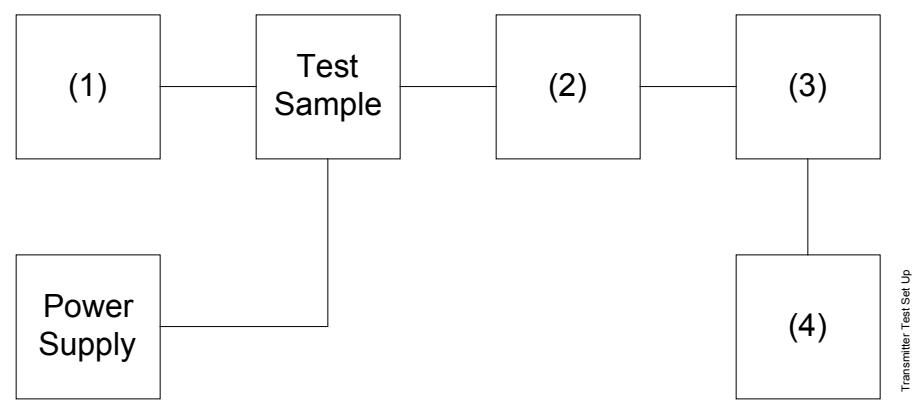 (1)
Test
Sample
(2)
(3)
Power
Supply
(4)
Transmitter Test Set Up